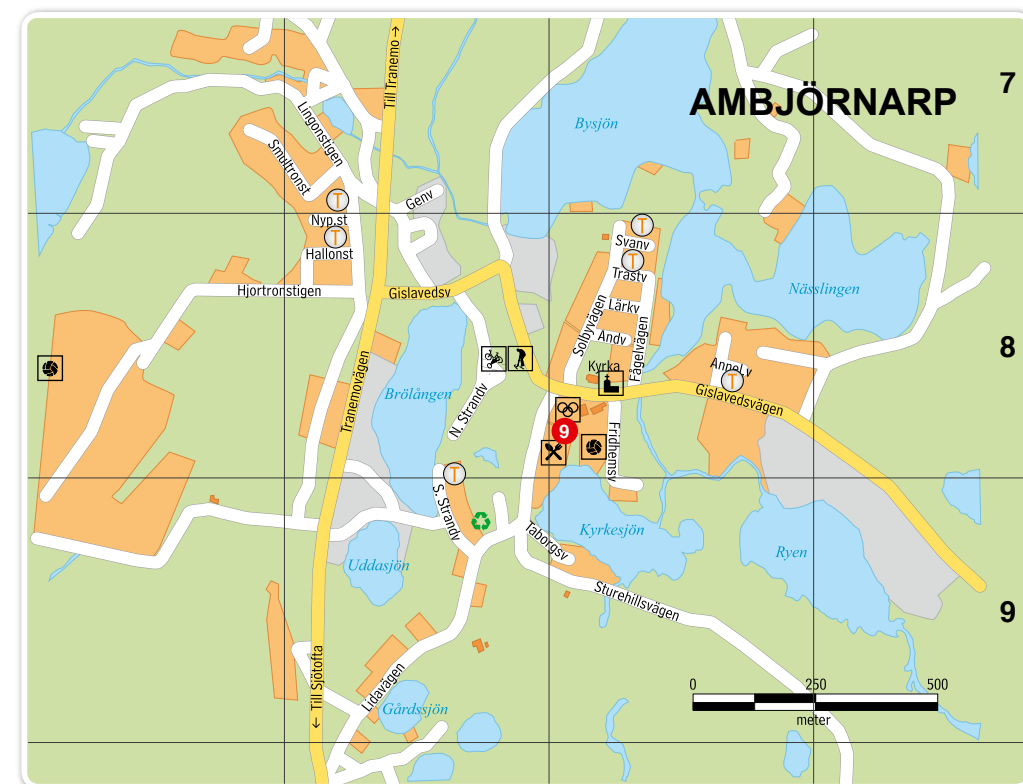 Till Tranemo →
AMBJÖRNARP
7
Bysjön
Lingonstigen
Smultronst
Genv
T
Nyp.st
T
Hallonst
T
Svanv
T
Trastv
Hjortronstigen
Gislavedsv
Nässlingen
Lärkv
Solbyvägen
Andv
Fågelvägen
8
Kyrka
T
Tranemovägen
Brölången
N. Strandv
Gislavedsvägen
9
Fridhemsv
T
S. Strandv
Taborgsv
Kyrkesjön
Ryen
Uddasjön
Sturehillsvägen
9
← Till Sjötofta
Lidavägen
Gårdssjön
0 250 500
meter